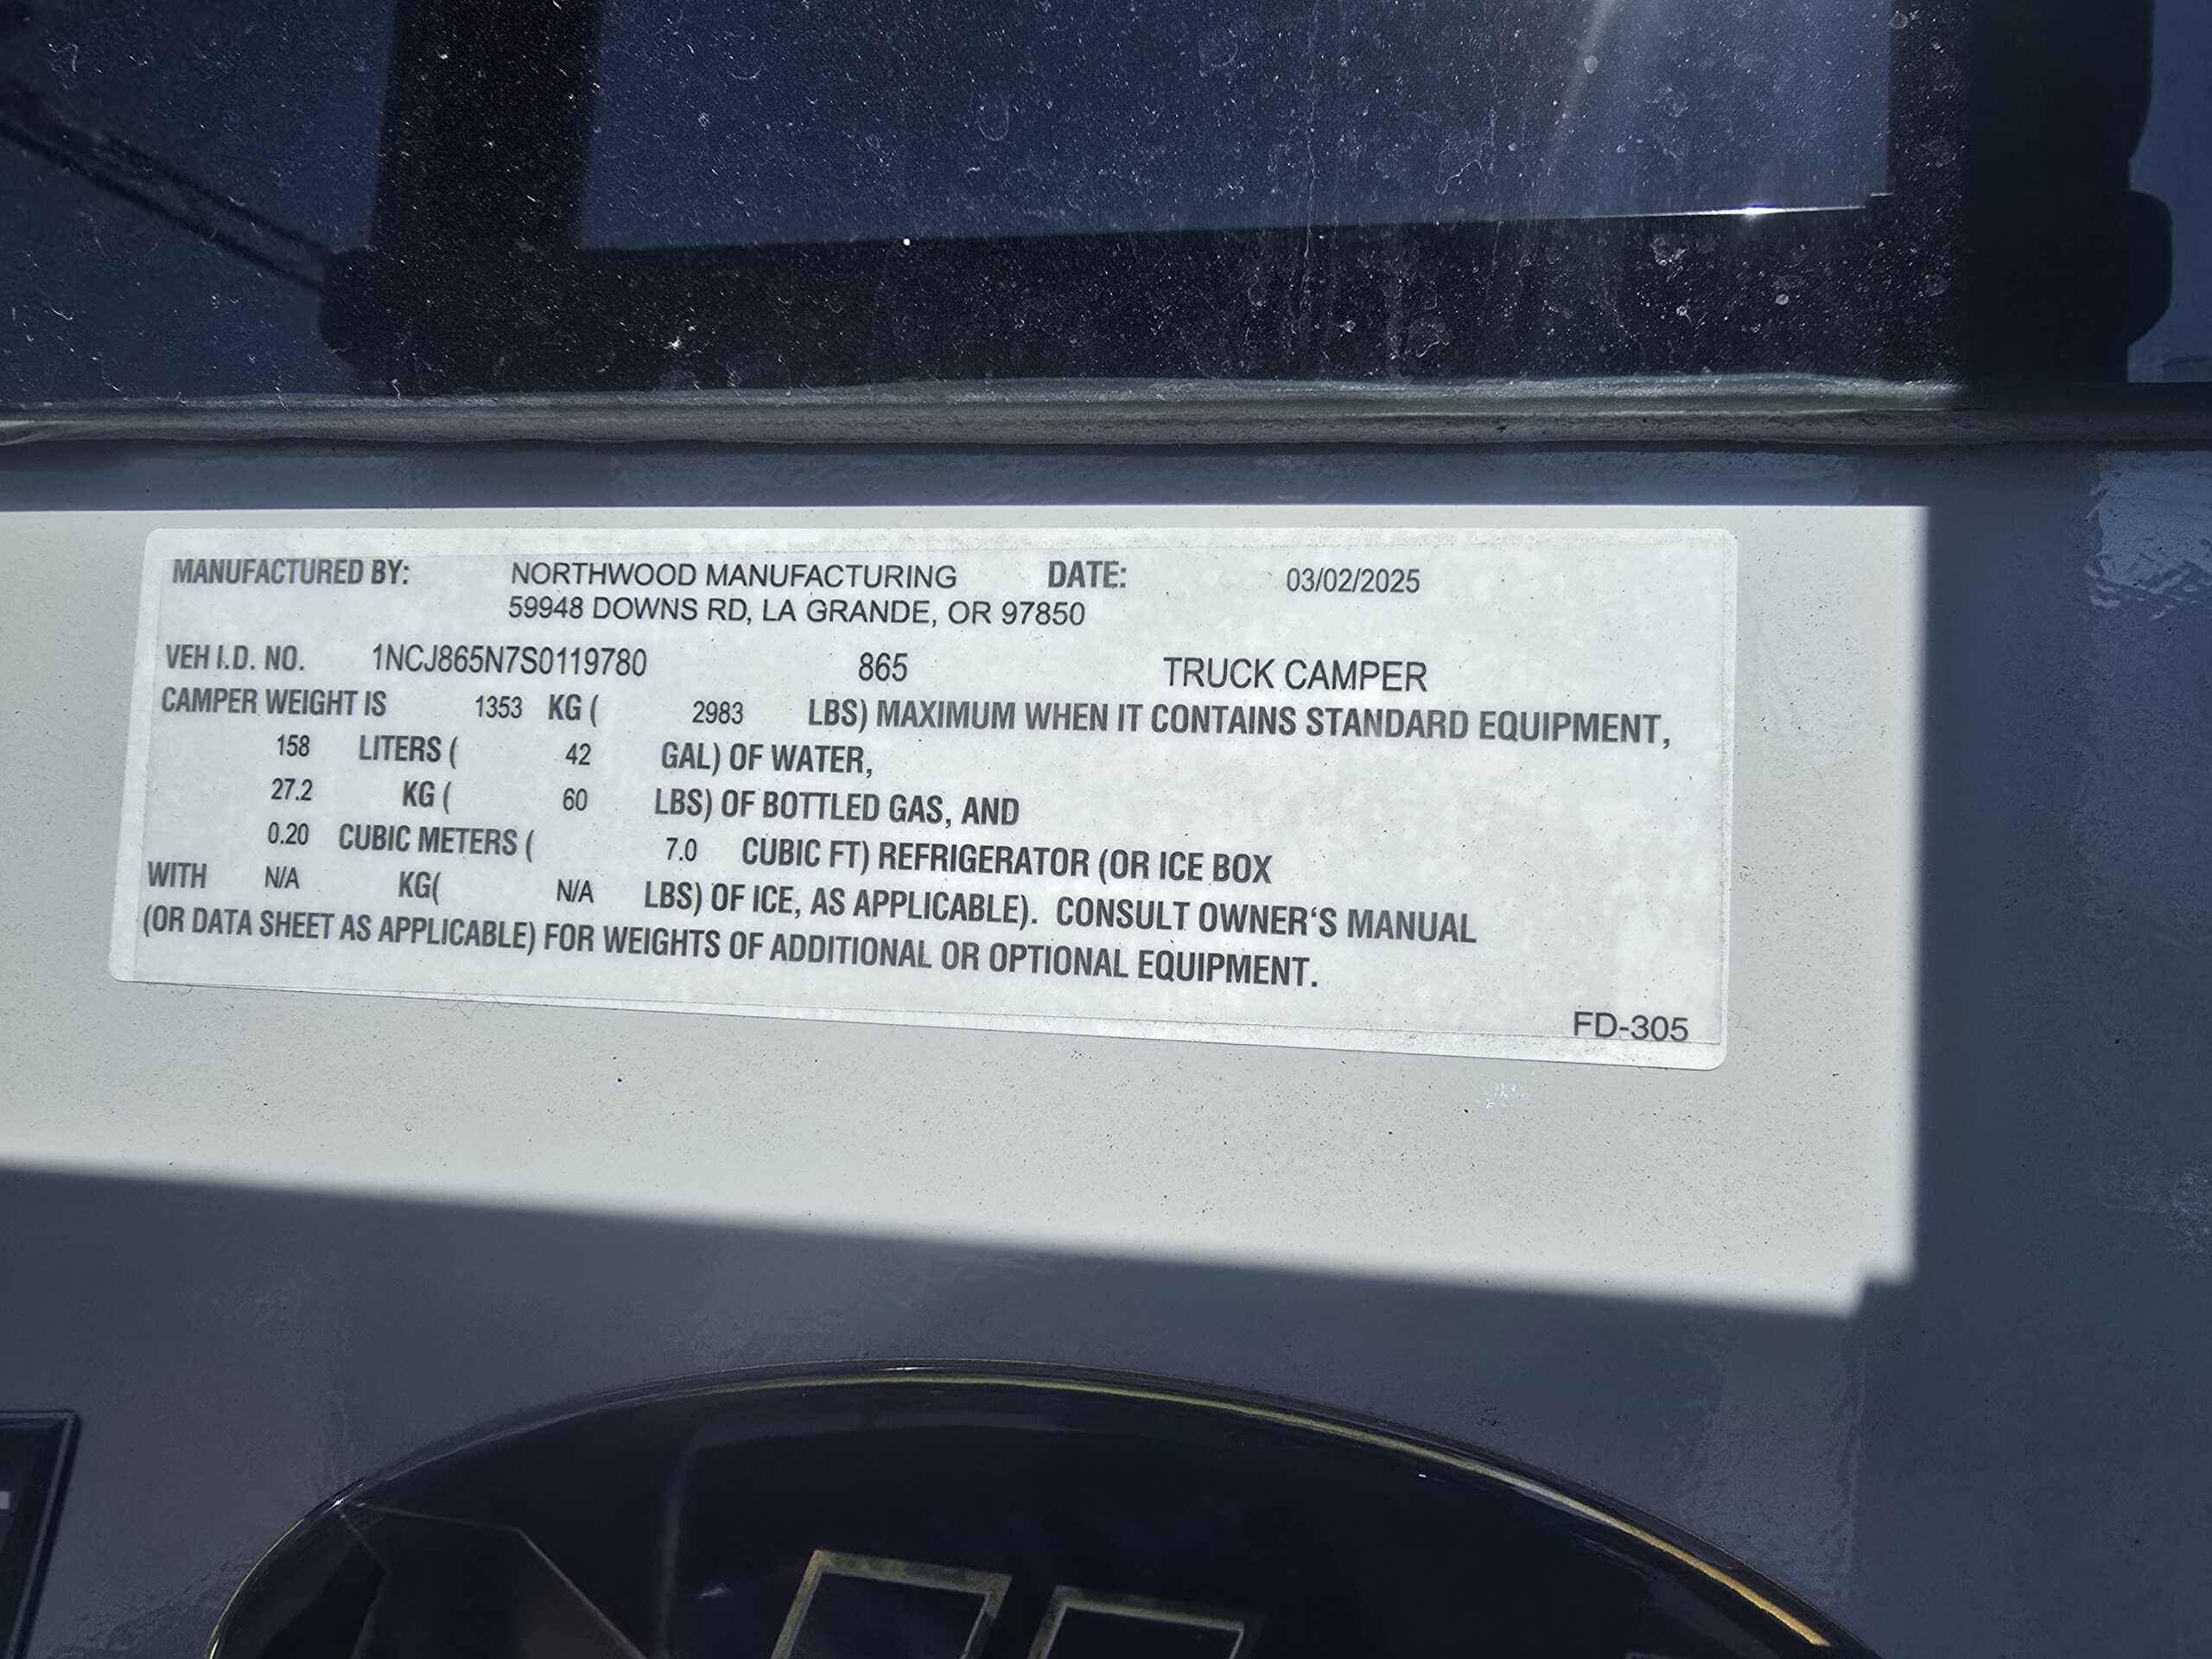 MANUFACTURED BY: NORTHWOOD MANUFACTURING DATE: 03/02/2025
59948 DOWNS RD, LA GRANDE, OR 97850
VEH I.D. NO. 1NCJ865N7S0119780 865 TRUCK CAMPER
CAMPER WEIGHT IS 1353 KG ( 2983 LBS) MAXIMUM WHEN IT CONTAINS STANDARD EQUIPMENT,
158 LITERS ( 42 GAL) OF WATER,
27.2 KG ( 60 LBS) OF BOTTLED GAS, AND
0.20 CUBIC METERS ( 7.0 CUBIC FT) REFRIGERATOR (OR ICE BOX
WITH N/A KG( N/A LBS) OF ICE, AS APPLICABLE). CONSULT OWNER'S MANUAL
(OR DATA SHEET AS APPLICABLE) FOR WEIGHTS OF ADDITIONAL OR OPTIONAL EQUIPMENT.
FD-305